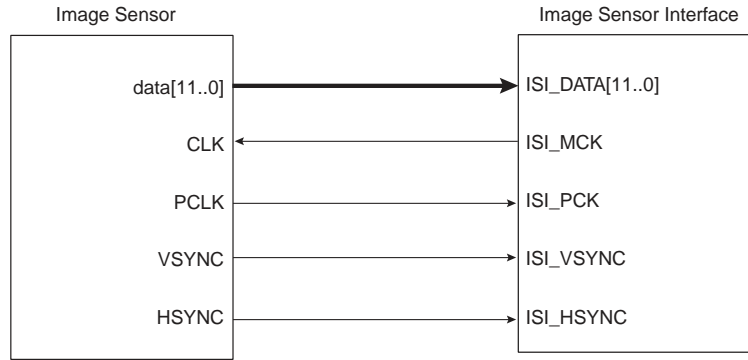 Image Sensor
Image Sensor Interface
data[11..0]
ISI_DATA[11..0]
CLK
ISI_MCK
PCLK
ISI_PCK
VSYNC
ISI_VSYNC
HSYNC
ISI_HSYNC